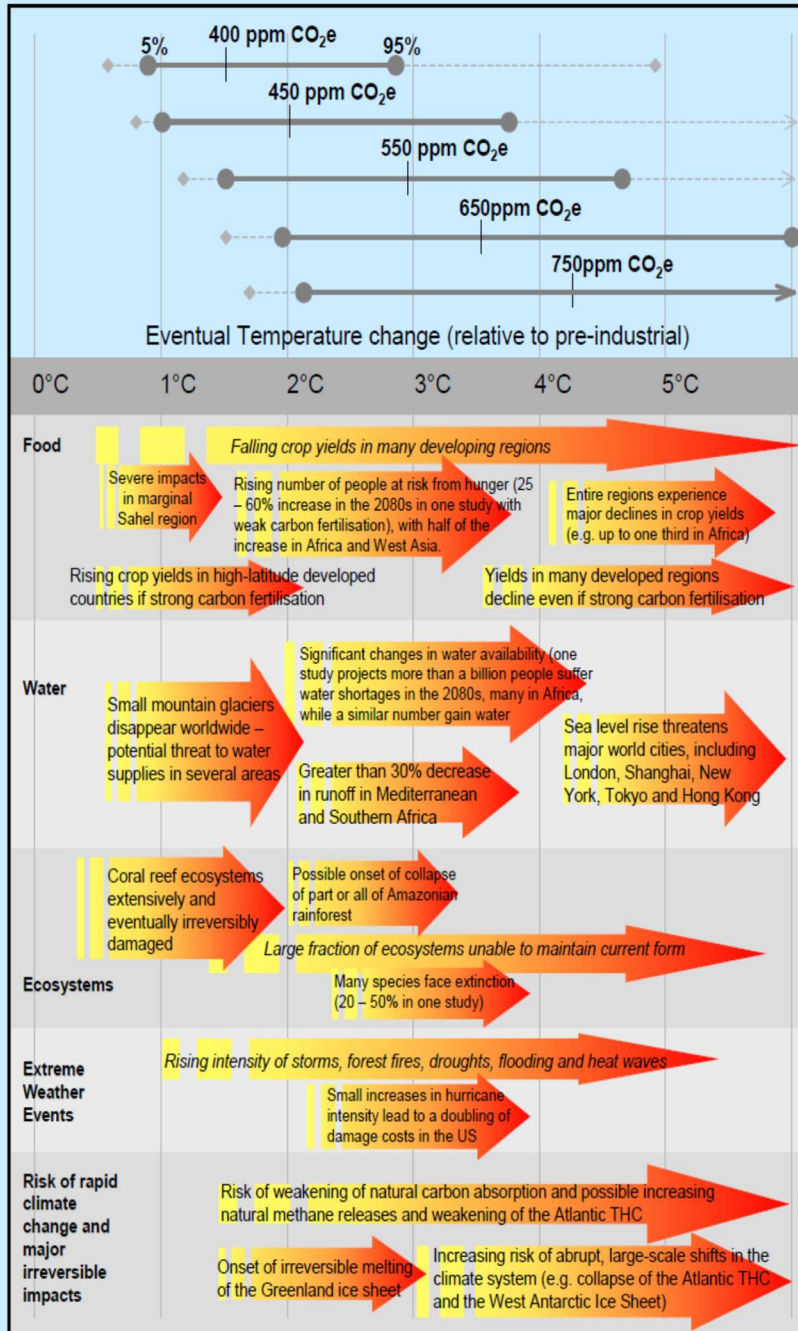 400 ppm CO₂e
5%
95%
450 ppm CO₂e
550 ppm CO₂e
650ppm CO₂e
750ppm CO₂e
Eventual Temperature change (relative to pre-industrial)
0°C 1°C 2°C 3°C 4°C 5°C
Food
Falling crop yields in many developing regions
Severe impacts
in marginal
Sahel region
Rising number of people at risk from hunger (25
– 60% increase in the 2080s in one study with
weak carbon fertilisation), with half of the
increase in Africa and West Asia.
Entire regions experience
major declines in crop yields
(e.g. up to one third in Africa)
Rising crop yields in high-latitude developed
countries if strong carbon fertilisation
Yields in many developed regions
decline even if strong carbon fertilisation
Water
Small mountain glaciers
disappear worldwide –
potential threat to water
supplies in several areas
Significant changes in water availability (one
study projects more than a billion people suffer
water shortages in the 2080s, many in Africa,
while a similar number gain water
Greater than 30% decrease
in runoff in Mediterranean
and Southern Africa
Sea level rise threatens
major world cities, including
London, Shanghai, New
York, Tokyo and Hong Kong
Ecosystems
Coral reef ecosystems
extensively and
eventually irreversibly
damaged
Possible onset of collapse
of part or all of Amazonian
rainforest
Large fraction of ecosystems unable to maintain current form
Many species face extinction
(20 – 50% in one study)
Extreme
Weather
Events
Rising intensity of storms, forest fires, droughts, flooding and heat waves
Small increases in hurricane
intensity lead to a doubling of
damage costs in the US
Risk of rapid
climate
change and
major
irreversible
impacts
Risk of weakening of natural carbon absorption and possible increasing
natural methane releases and weakening of the Atlantic THC
Onset of irreversible melting
of the Greenland ice sheet
Increasing risk of abrupt, large-scale shifts in the
climate system (e.g. collapse of the Atlantic THC
and the West Antarctic Ice Sheet)